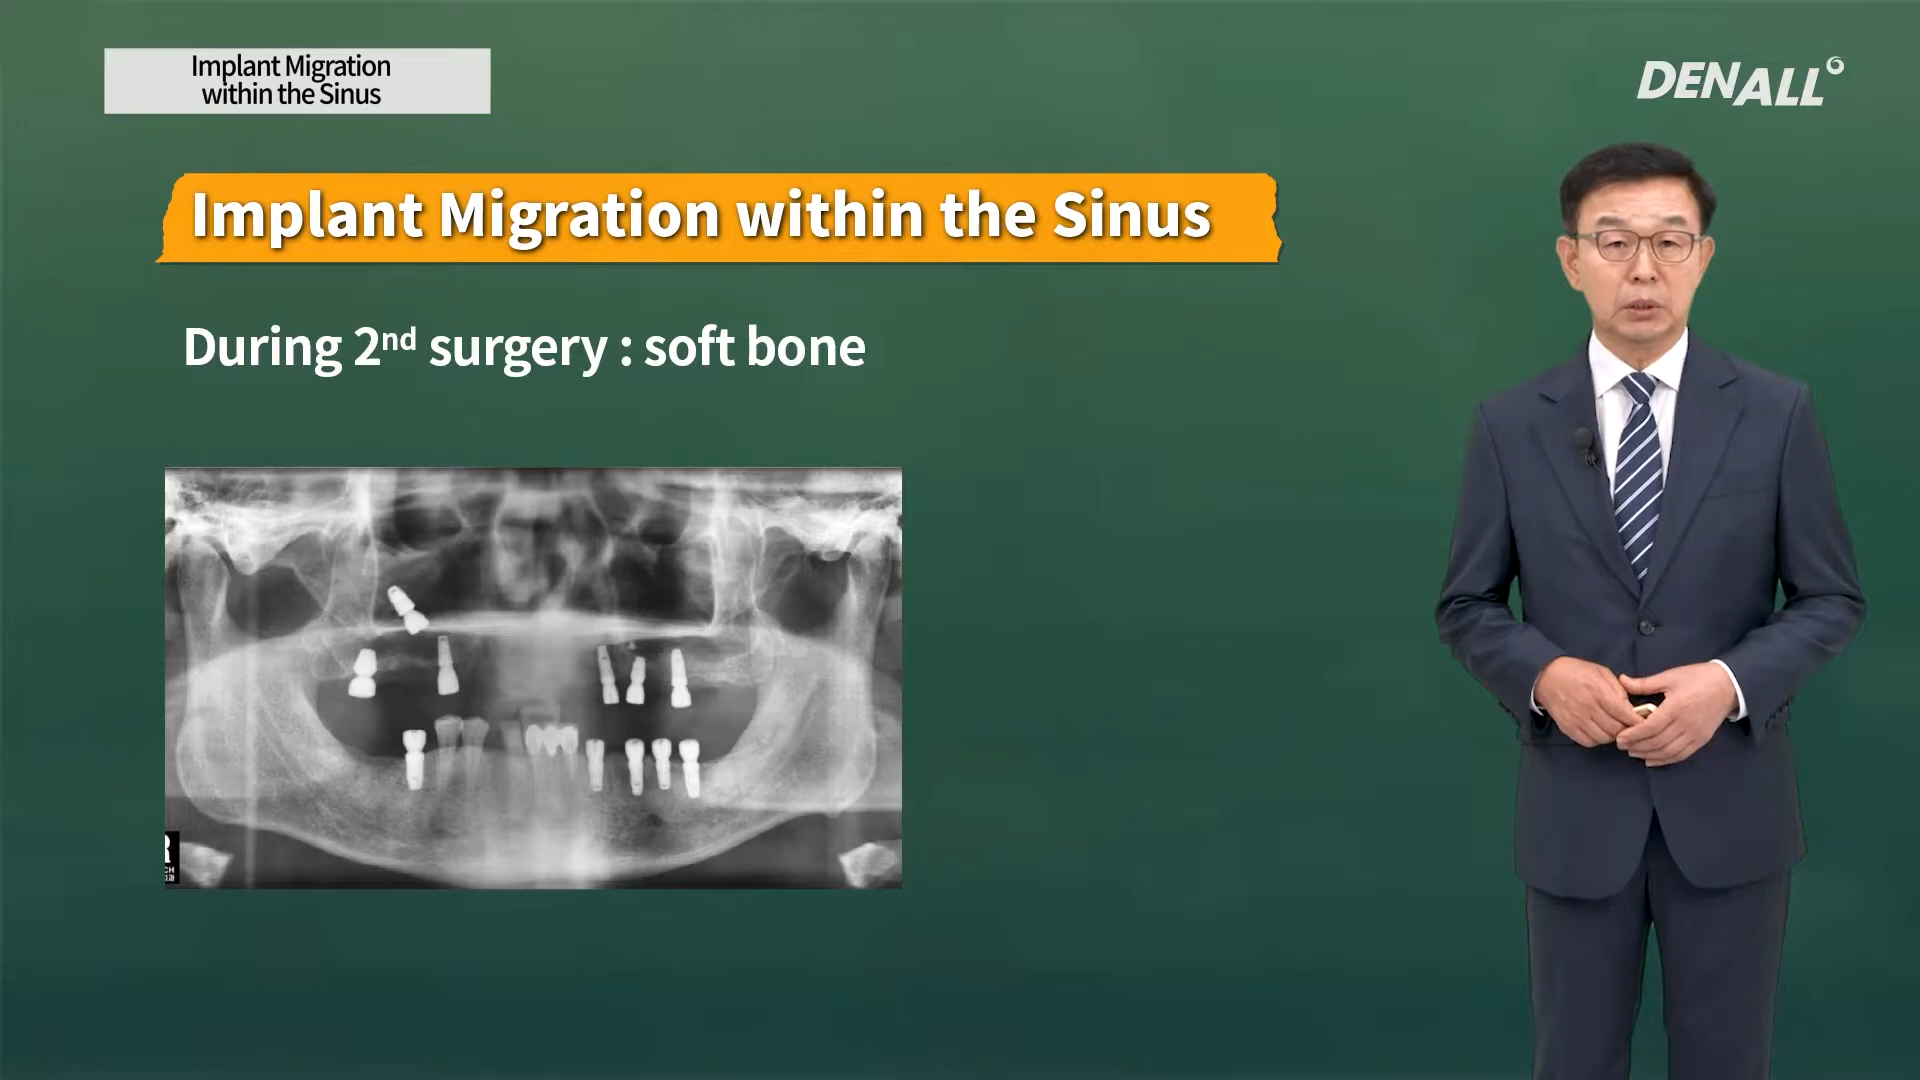 Implant Migration
within the Sinus
DENALL
Implant Migration within the Sinus
During 2nd surgery : soft bone